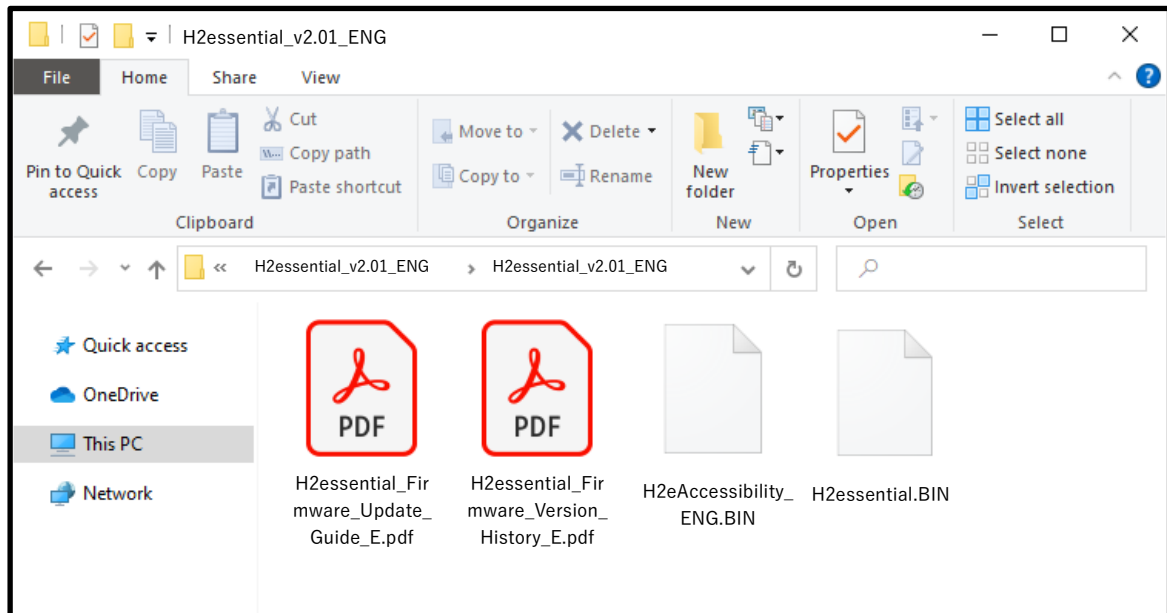 H2essential_v2.01_ENG
File Home Share View
?
Pin to Quick
access
Copy
Paste
Cut
Copy path
Paste shortcut
Clipboard
Move to
Copy to
Delete
Rename
Organize
New
folder
New
Properties
Open
Select all
Select none
Invert selection
Select
« H2essential_v2.01_ENG › H2essential_v2.01_ENG
Quick access
OneDrive
This PC
Network
PDF
H2essential_Fir
mware_Update_
Guide_E.pdf
PDF
H2essential_Fir
mware_Version_
History_E.pdf
H2eAccessibility_
ENG.BIN
H2essential.BIN